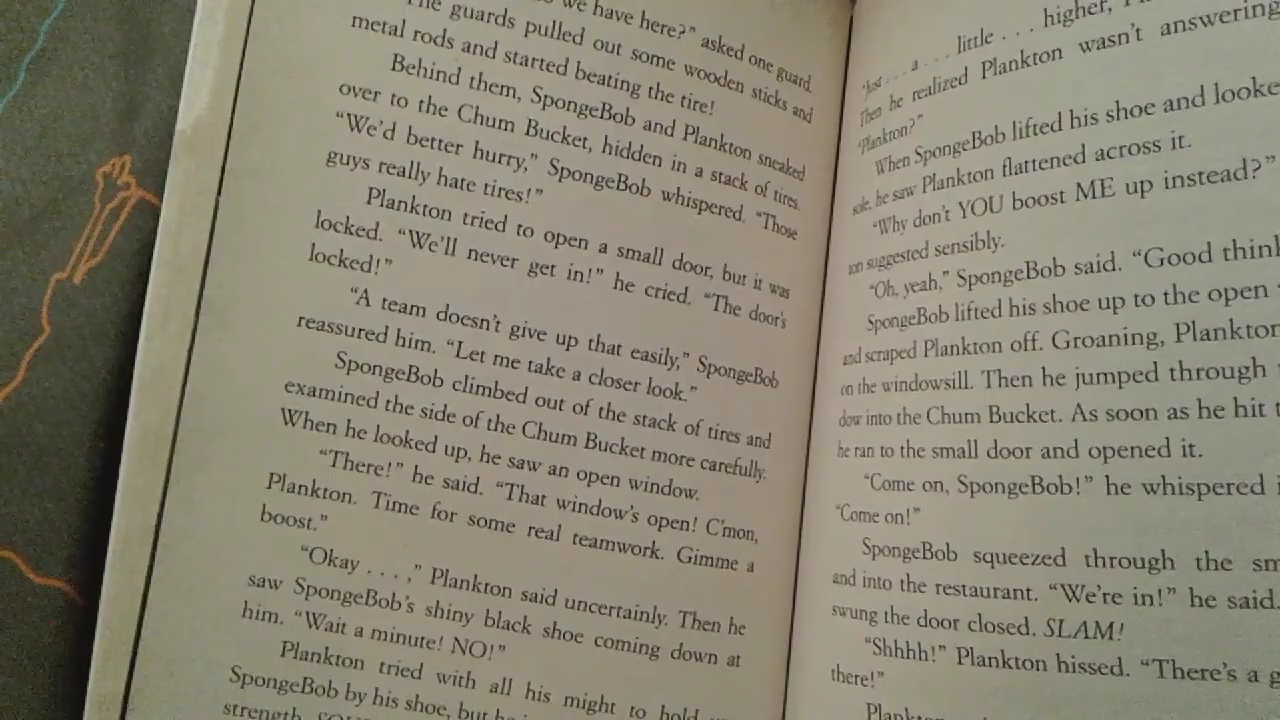 we have here?" asked one guard.
The guards pulled out some wooden sticks and
metal rods and started beating the tire!
Behind them, SpongeBob and Plankton sneaked
over to the Chum Bucket, hidden in a stack of tires.
"We'd better hurry," SpongeBob whispered. "Those
guys really hate tires!"
Plankton tried to open a small door, but it was
locked. "We'll never get in!" he cried. "The door's
locked!"
"A team doesn't give up that easily," SpongeBob
reassured him. "Let me take a closer look."
SpongeBob climbed out of the stack of tires and
examined the side of the Chum Bucket more carefully.
When he looked up, he saw an open window.
"There!" he said. "That window's open! C'mon,
Plankton. Time for some real teamwork. Gimme a
boost."
"Okay . . . ," Plankton said uncertainly. Then he
saw SpongeBob's shiny black shoe coming down at
him. "Wait a minute! NO!"
Plankton tried with all his might to hold
SpongeBob by his shoe, but
strength
"Just . . . a . . . little . . . higher,
Then he realized Plankton wasn't answering
"Plankton?"
When SpongeBob lifted his shoe and looke
sole, he saw Plankton flattened across it.
"Why don't YOU boost ME up instead?"
ton suggested sensibly.
"Oh, yeah," SpongeBob said. "Good think
SpongeBob lifted his shoe up to the open
and scraped Plankton off. Groaning, Plankton
on the windowsill. Then he jumped through
dow into the Chum Bucket. As soon as he hit t
he ran to the small door and opened it.
"Come on, SpongeBob!" he whispered i
"Come on!"
SpongeBob squeezed through the sm
and into the restaurant. "We're in!" he said.
swung the door closed. SLAM!
"Shhhh!" Plankton hissed. "There's a g
there!"
Plankton